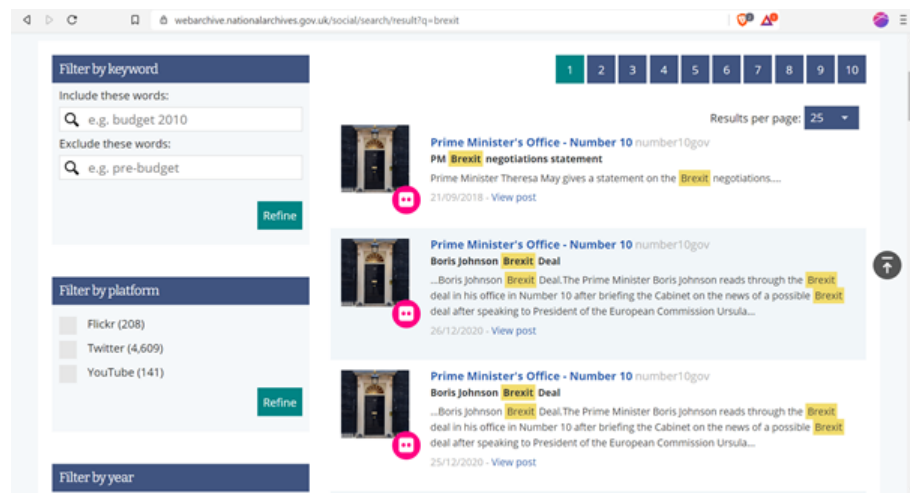 webarchive.nationalarchives.gov.uk/social/search/result?q=brexit
Filter by keyword
Include these words:
e.g. budget 2010
Exclude these words:
e.g. pre-budget
Refine
Filter by platform
Flickr (208)
Twitter (4,609)
YouTube (141)
Refine
Filter by year
1 2 3 4 5 6 7 8 9 10
Results per page: 25
Prime Minister's Office - Number 10 number10gov
PM Brexit negotiations statement
Prime Minister Theresa May gives a statement on the Brexit negotiations....
21/09/2018 - View post
Prime Minister's Office - Number 10 number10gov
Boris Johnson Brexit Deal
...Boris Johnson Brexit Deal.The Prime Minister Boris Johnson reads through the Brexit
deal in his office in Number 10 after briefing the Cabinet on the news of a possible Brexit
deal after speaking to President of the European Commission Ursula...
26/12/2020 - View post
Prime Minister's Office - Number 10 number10gov
Boris Johnson Brexit Deal
...Boris Johnson Brexit Deal.The Prime Minister Boris Johnson reads through the Brexit
deal in his office in Number 10 after briefing the Cabinet on the news of a possible Brexit
deal after speaking to President of the European Commission Ursula...
25/12/2020 - View post